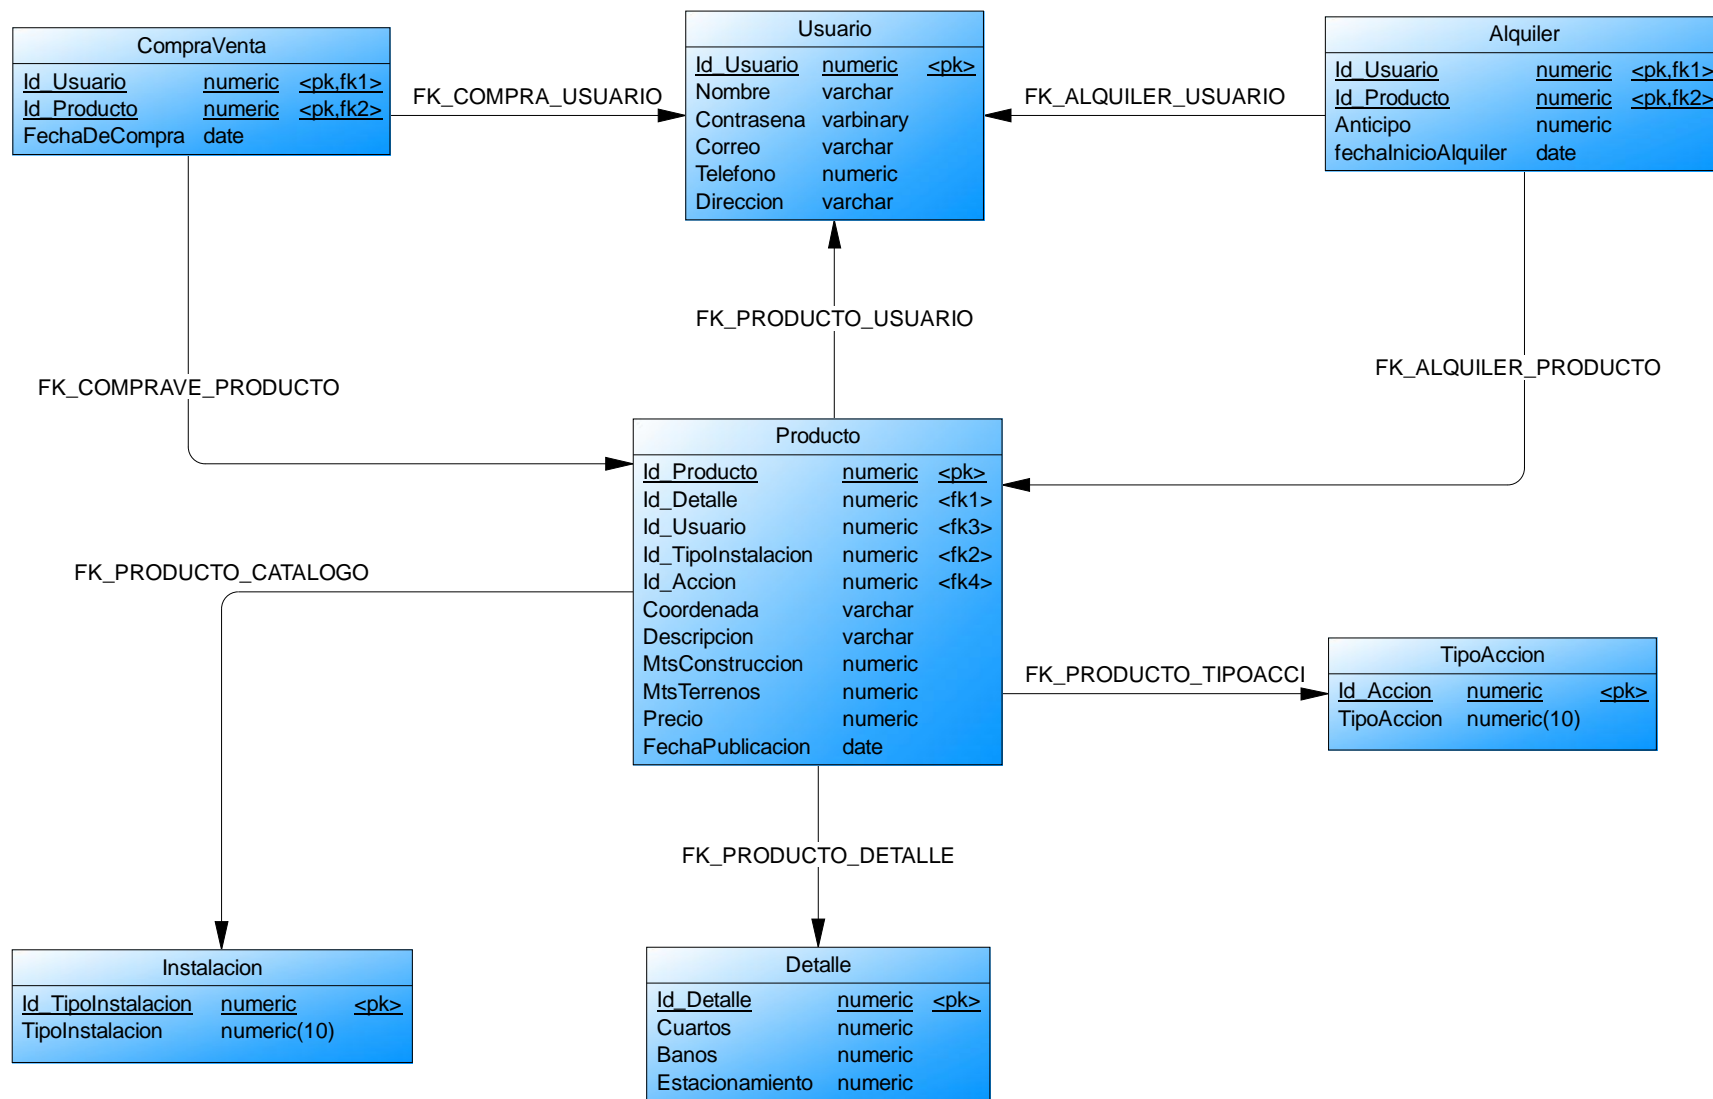 CompraVenta
Id_Usuario numeric <pk,fk1>
Id_Producto numeric <pk,fk2>
FechaDeCompra date
FK_COMPRA_USUARIO
Usuario
Id_Usuario numeric <pk>
Nombre varchar
Contrasena varbinary
Correo varchar
Telefono numeric
Direccion varchar
FK_ALQUILER_USUARIO
Alquiler
Id_Usuario numeric <pk,fk1>
Id_Producto numeric <pk,fk2>
Anticipo numeric
fechaInicioAlquiler date
FK_PRODUCTO_USUARIO
FK_COMPRAVE_PRODUCTO
FK_ALQUILER_PRODUCTO
Producto
Id_Producto numeric <pk>
Id_Detalle numeric <fk1>
Id_Usuario numeric <fk3>
Id_TipoInstalacion numeric <fk2>
Id_Accion numeric <fk4>
Coordenada varchar
Descripcion varchar
MtsConstruccion numeric
MtsTerrenos numeric
Precio numeric
FechaPublicacion date
FK_PRODUCTO_CATALOGO
FK_PRODUCTO_TIPOACCI
TipoAccion
Id_Accion numeric <pk>
TipoAccion numeric(10)
FK_PRODUCTO_DETALLE
Instalacion
Id_TipoInstalacion numeric <pk>
TipoInstalacion numeric(10)
Detalle
Id_Detalle numeric <pk>
Cuartos numeric
Banos numeric
Estacionamiento numeric